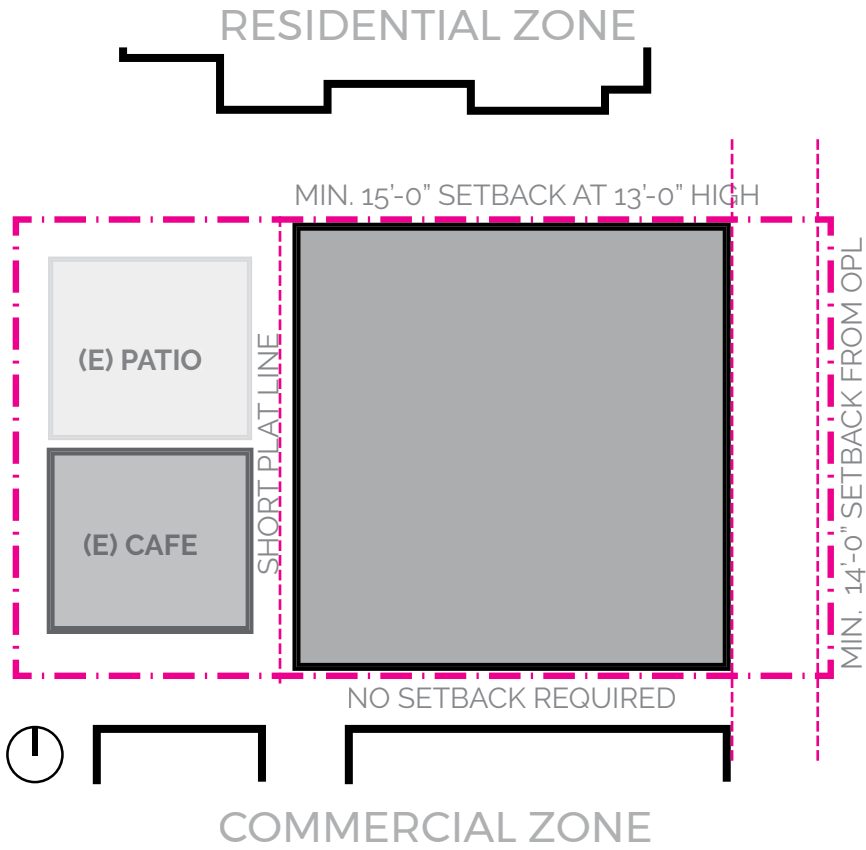 RESIDENTIAL ZONE
MIN. 15’-0” SETBACK AT 13’-0” HIGH
(E) PATIO
(E) CAFE
SHORT PLAT LINE
MIN. 14’-0” SETBACK FROM OPL
NO SETBACK REQUIRED
COMMERCIAL ZONE